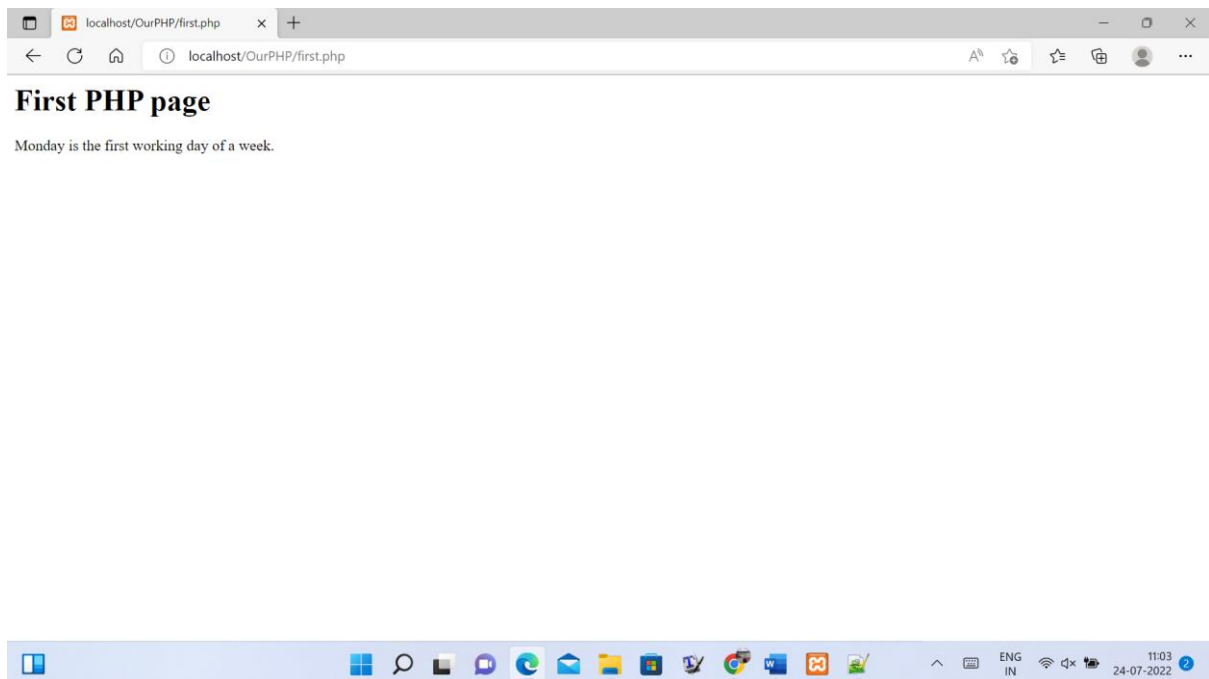 localhost/OurPHP/first.php
localhost/OurPHP/first.php
First PHP page
Monday is the first working day of a week.
ENG
IN
11:03
24-07-2022
2